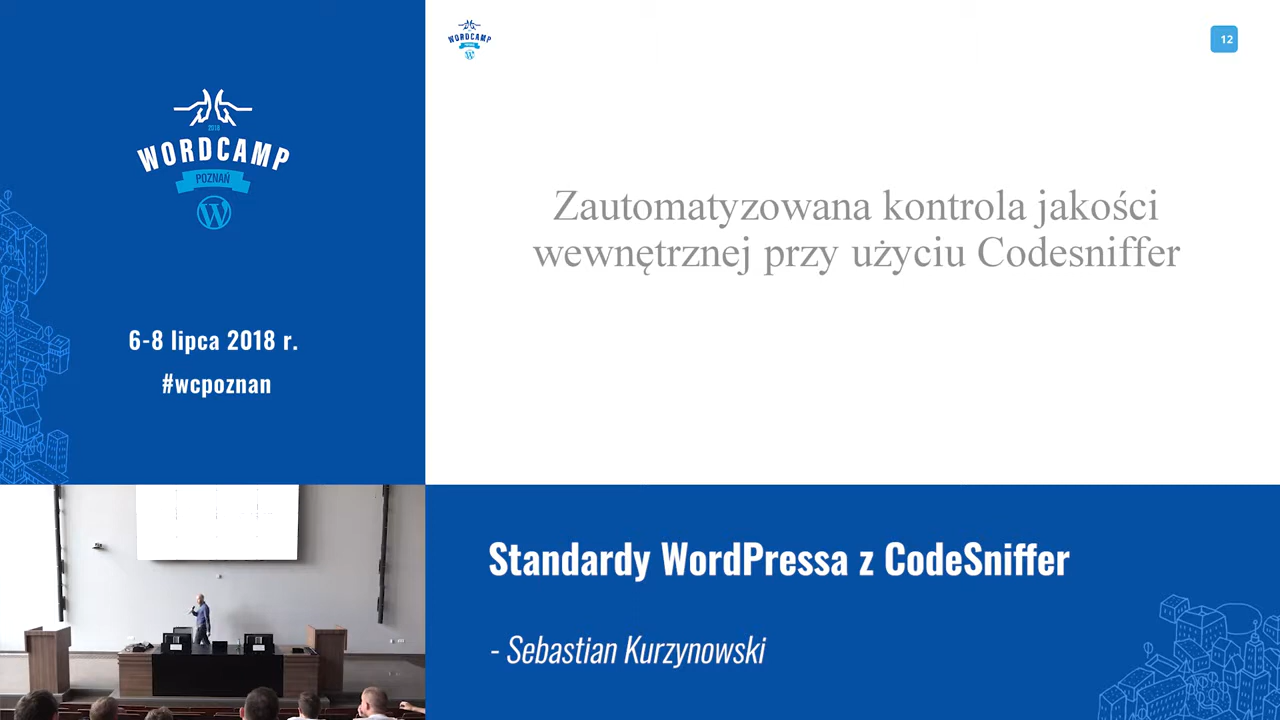 2018
WORDCAMP
POZNAŃ
6-8 lipca 2018 r.
#wcpoznan
WORDCAMP
12
Zautomatyzowana kontrola jakości
wewnętrznej przy użyciu Codesniffer
Standardy WordPressa z CodeSniffer
- Sebastian Kurzynowski